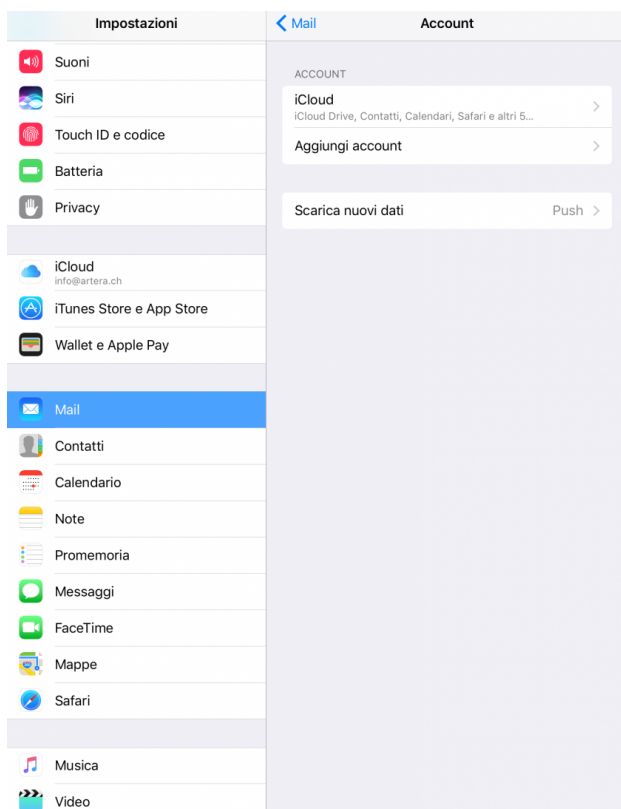 Impostazioni
Suoni
Siri
Touch ID e codice
Batteria
Privacy
iCloud
info@artera.ch
iTunes Store e App Store
Wallet e Apple Pay
Mail
Contatti
Calendario
Note
Promemoria
Messaggi
FaceTime
Mappe
Safari
Musica
Video
Mail
Account
ACCOUNT
iCloud
iCloud Drive, Contatti, Calendari, Safari e altri 5...
Aggiungi account
Scarica nuovi dati Push